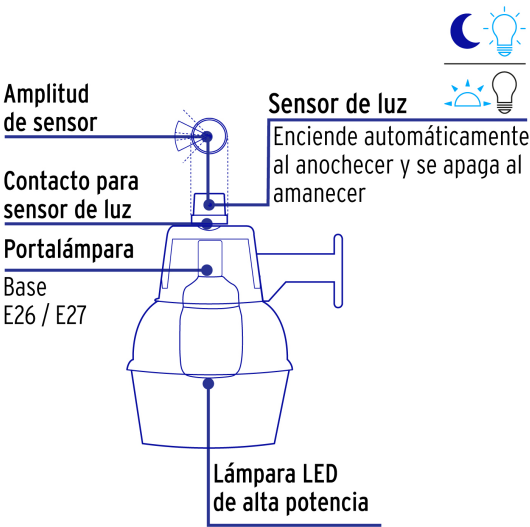 Amplitud
de sensor
Sensor de luz
Enciende automáticamente
al anochecer y se apaga al
amanecer
Contacto para
sensor de luz
Portalámpara
Base
E26 / E27
Lámpara LED
de alta potencia